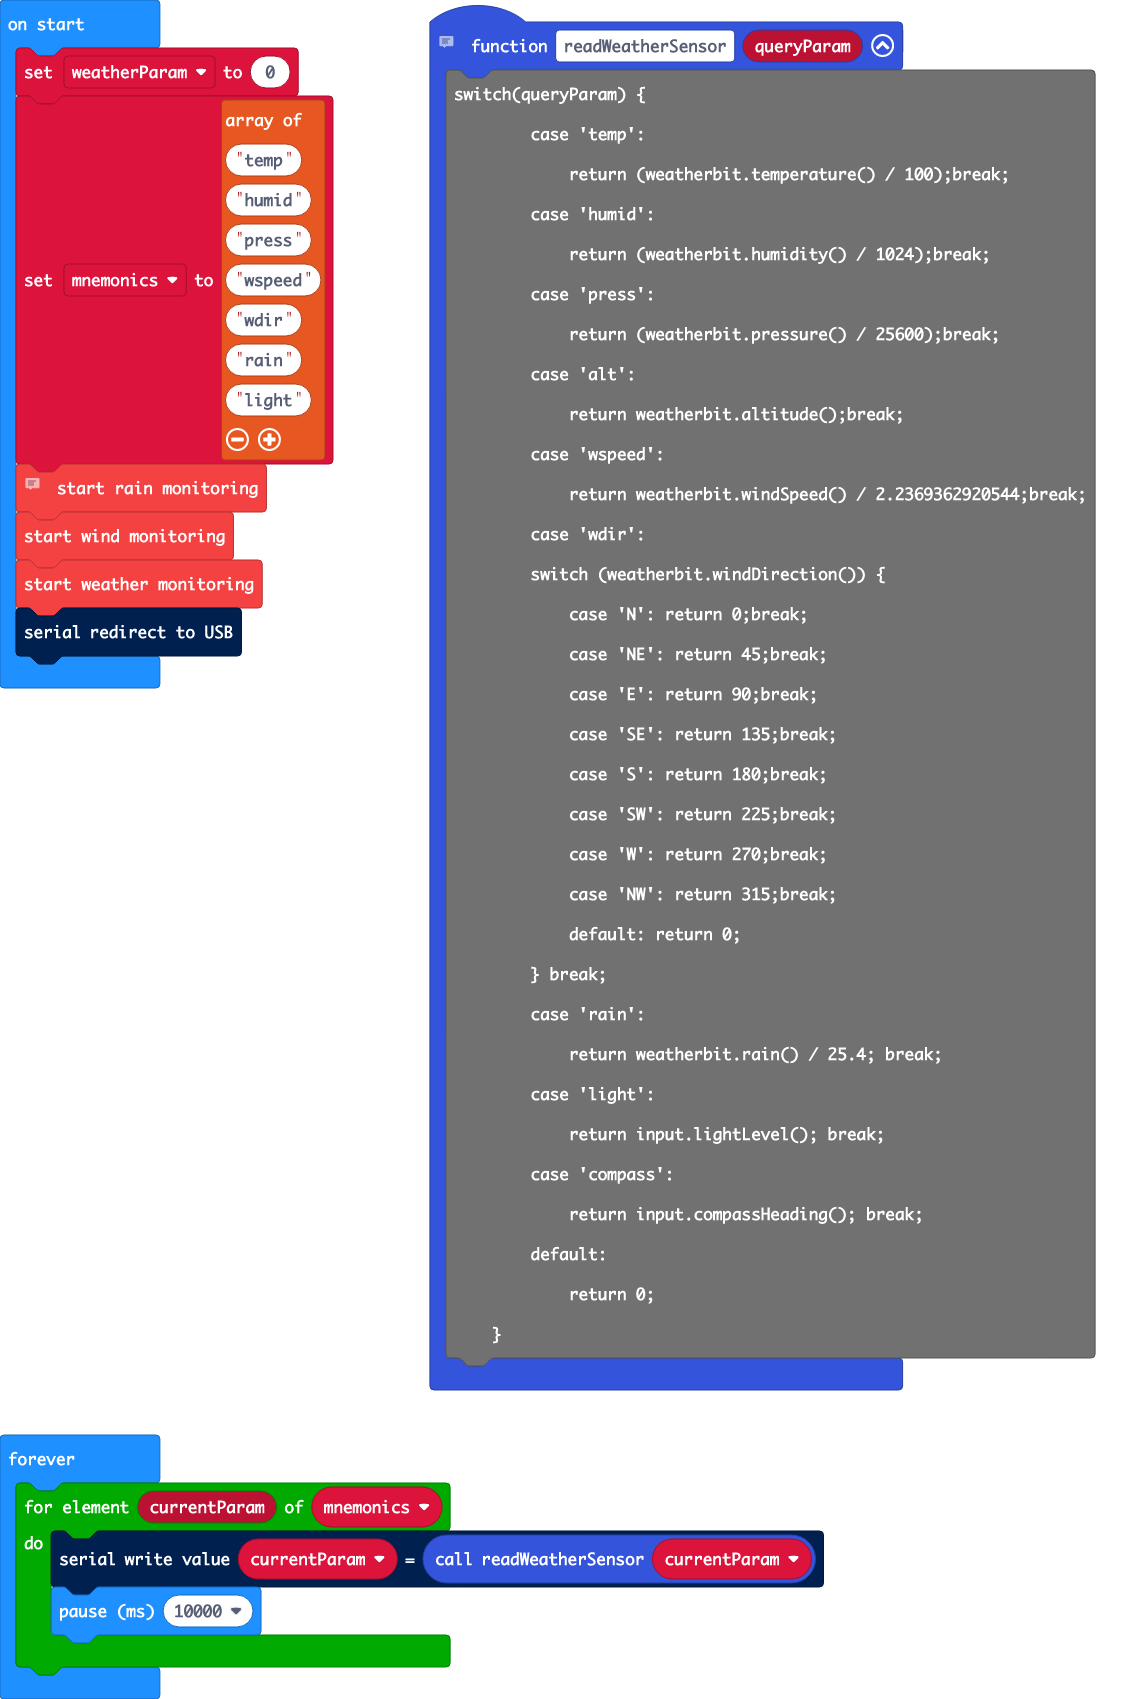 on start
set weatherParam to 0
set mnemonics to array of
"temp"
"humid"
"press"
"wspeed"
"wdir"
"rain"
"light"
start rain monitoring
start wind monitoring
start weather monitoring
serial redirect to USB
function readWeatherSensor queryParam
switch(queryParam) {
case 'temp':
return (weatherbit.temperature() / 100);break;
case 'humid':
return (weatherbit.humidity() / 1024);break;
case 'press':
return (weatherbit.pressure() / 25600);break;
case 'alt':
return weatherbit.altitude();break;
case 'wspeed':
return weatherbit.windSpeed() / 2.2369362920544;break;
case 'wdir':
switch (weatherbit.windDirection()) {
case 'N': return 0;break;
case 'NE': return 45;break;
case 'E': return 90;break;
case 'SE': return 135;break;
case 'S': return 180;break;
case 'SW': return 225;break;
case 'W': return 270;break;
case 'NW': return 315;break;
default: return 0;
} break;
case 'rain':
return weatherbit.rain() / 25.4; break;
case 'light':
return input.lightLevel(); break;
case 'compass':
return input.compassHeading(); break;
default:
return 0;
}
forever
for element currentParam of mnemonics
do
serial write value currentParam = call readWeatherSensor currentParam
pause (ms) 10000